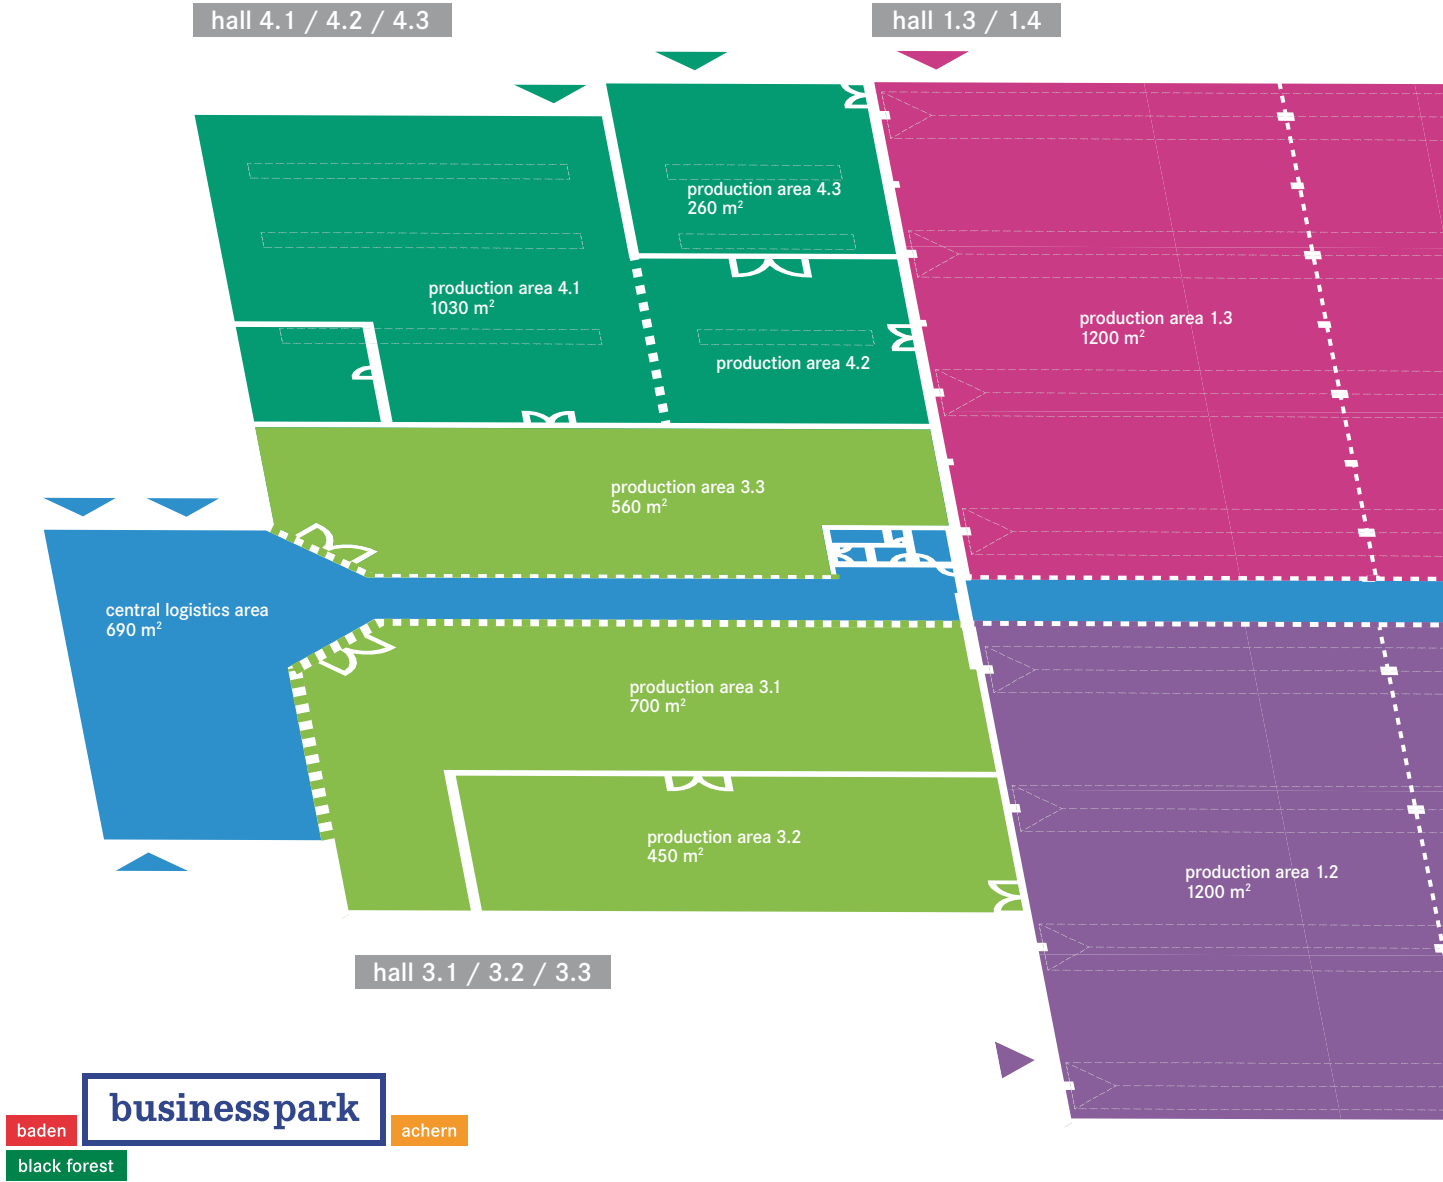 hall 4.1 / 4.2 / 4.3
hall 1.3 / 1.4
production area 4.3
260 m²
production area 4.1
1030 m²
production area 1.3
1200 m²
production area 4.2
production area 3.3
560 m²
central logistics area
690 m²
production area 3.1
700 m²
production area 3.2
450 m²
production area 1.2
1200 m²
hall 3.1 / 3.2 / 3.3
businesspark
baden
achern
black forest